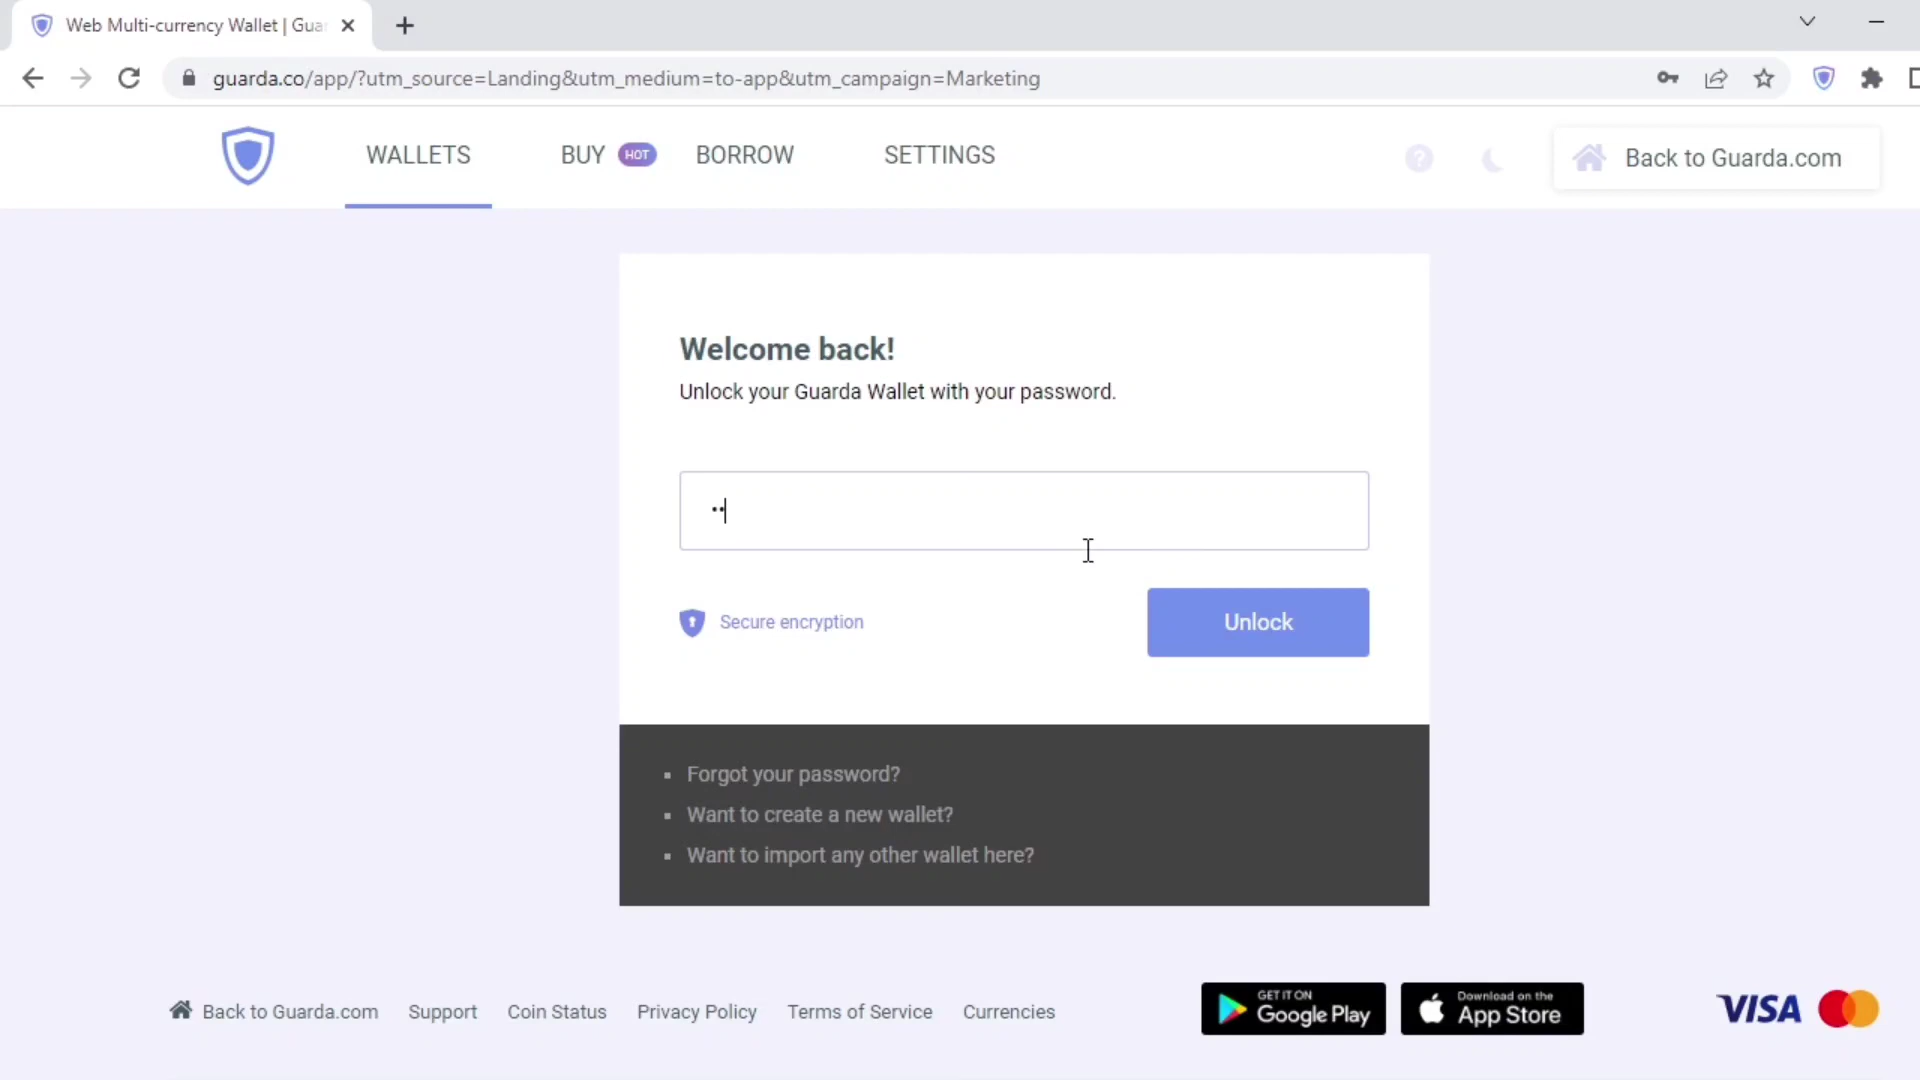 Web Multi-currency Wallet | Gua
guarda.co/app/?utm_source=Landing&utm_medium=to-app&utm_campaign=Marketing
WALLETS
BUY HOT
BORROW
SETTINGS
?
Back to Guarda.com
Welcome back!
Unlock your Guarda Wallet with your password.
••
Secure encryption
Unlock
Forgot your password?
Want to create a new wallet?
Want to import any other wallet here?
Back to Guarda.com
Support
Coin Status
Privacy Policy
Terms of Service
Currencies
GET IT ON
Google Play
Download on the
App Store
VISA